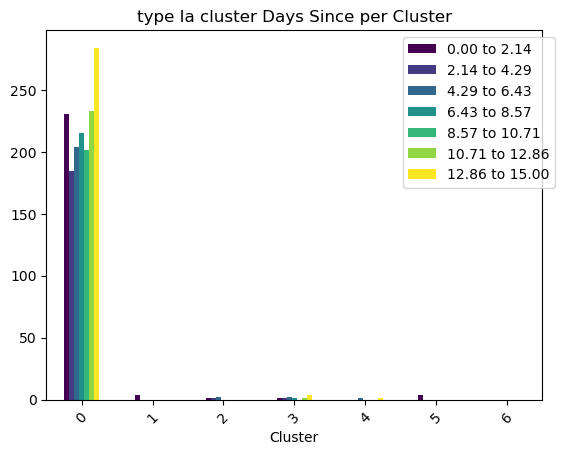 type Ia cluster Days Since per Cluster
0.00 to 2.14
2.14 to 4.29
4.29 to 6.43
6.43 to 8.57
8.57 to 10.71
10.71 to 12.86
12.86 to 15.00
250
200
150
100
50
0
0 1 2 3 4 5 6
Cluster